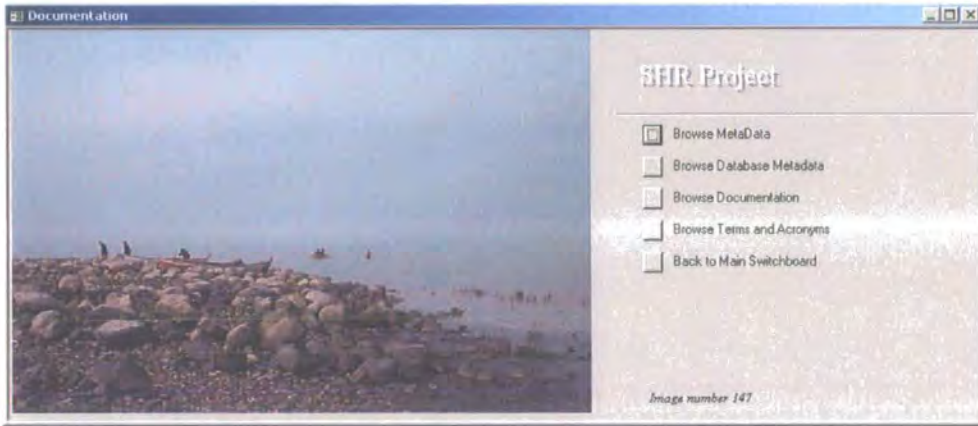 Documentation
SHR Project
Browse MetaData
Browse Database Metadata
Browse Documentation
Browse Terms and Acronyms
Back to Main Switchboard
Image number 147